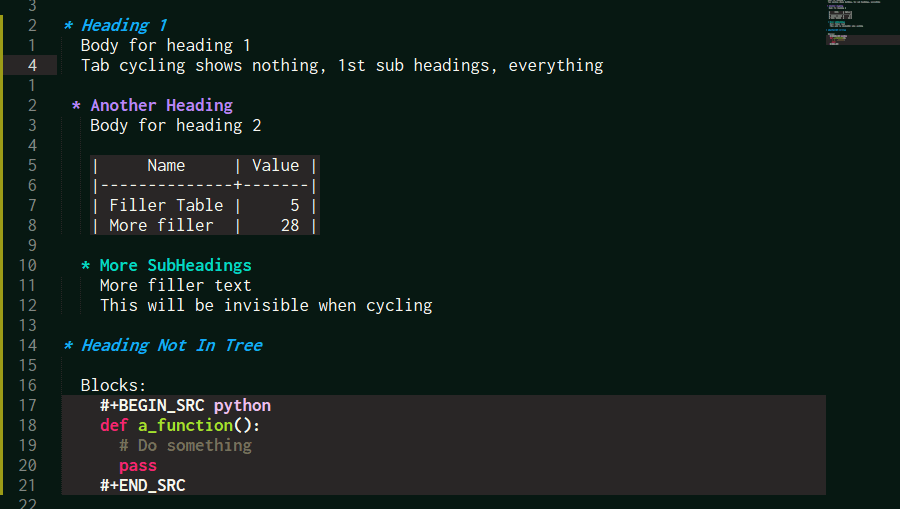 3
2 * Heading 1
1 Body for heading 1
4 Tab cycling shows nothing, 1st sub headings, everything
1
2 * Another Heading
3 Body for heading 2
4
5 |     Name     | Value |
6 |--------------+-------|
7 | Filler Table |     5 |
8 | More filler  |    28 |
9
10 * More SubHeadings
11 More filler text
12 This will be invisible when cycling
13
14 * Heading Not In Tree
15
16 Blocks:
17 #+BEGIN_SRC python
18 def a_function():
19 # Do something
20 pass
21 #+END_SRC
22